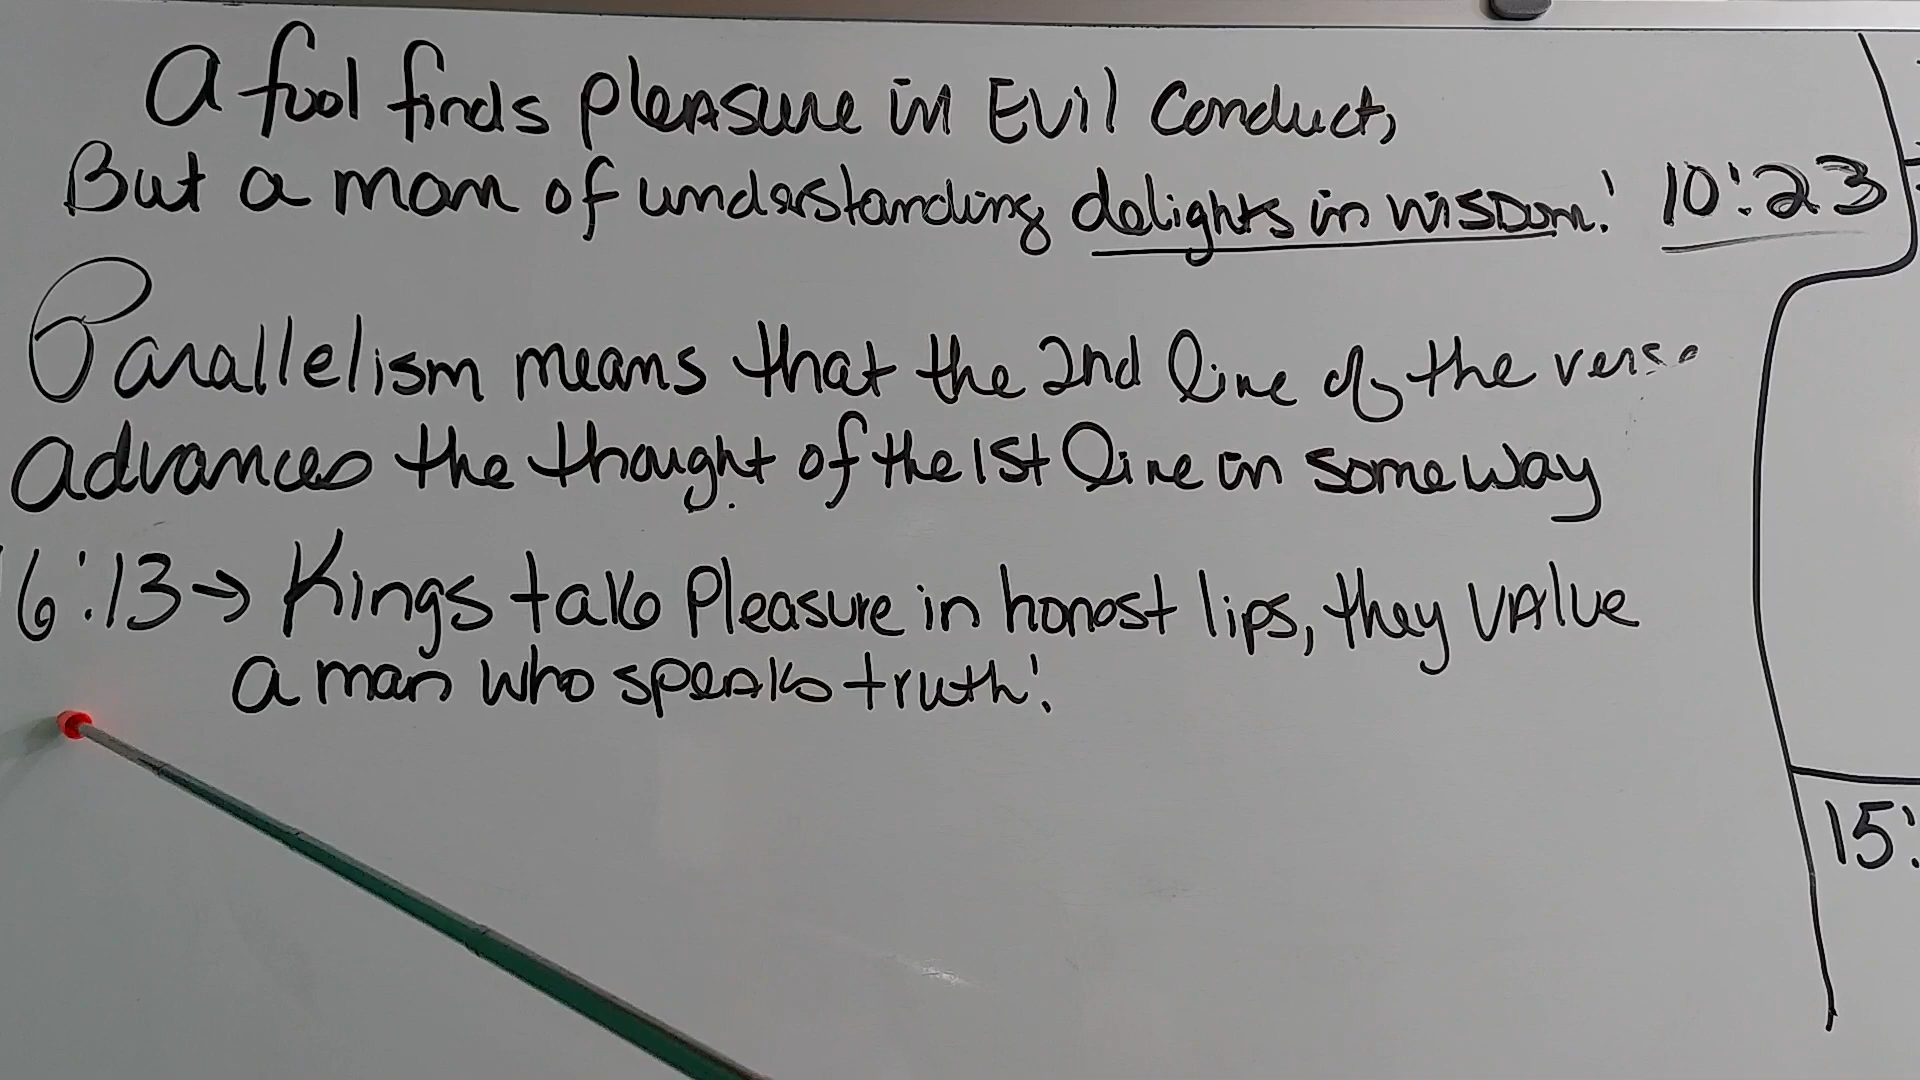 A fool finds pleasure in Evil Conduct,
But a man of understanding delights in wisdom! 10:23
Parallelism means that the 2nd line of the verse
advances the thought of the 1st line in some way
6:13→ Kings take Pleasure in honest lips, they VALUE
a man who speaks truth!
15: